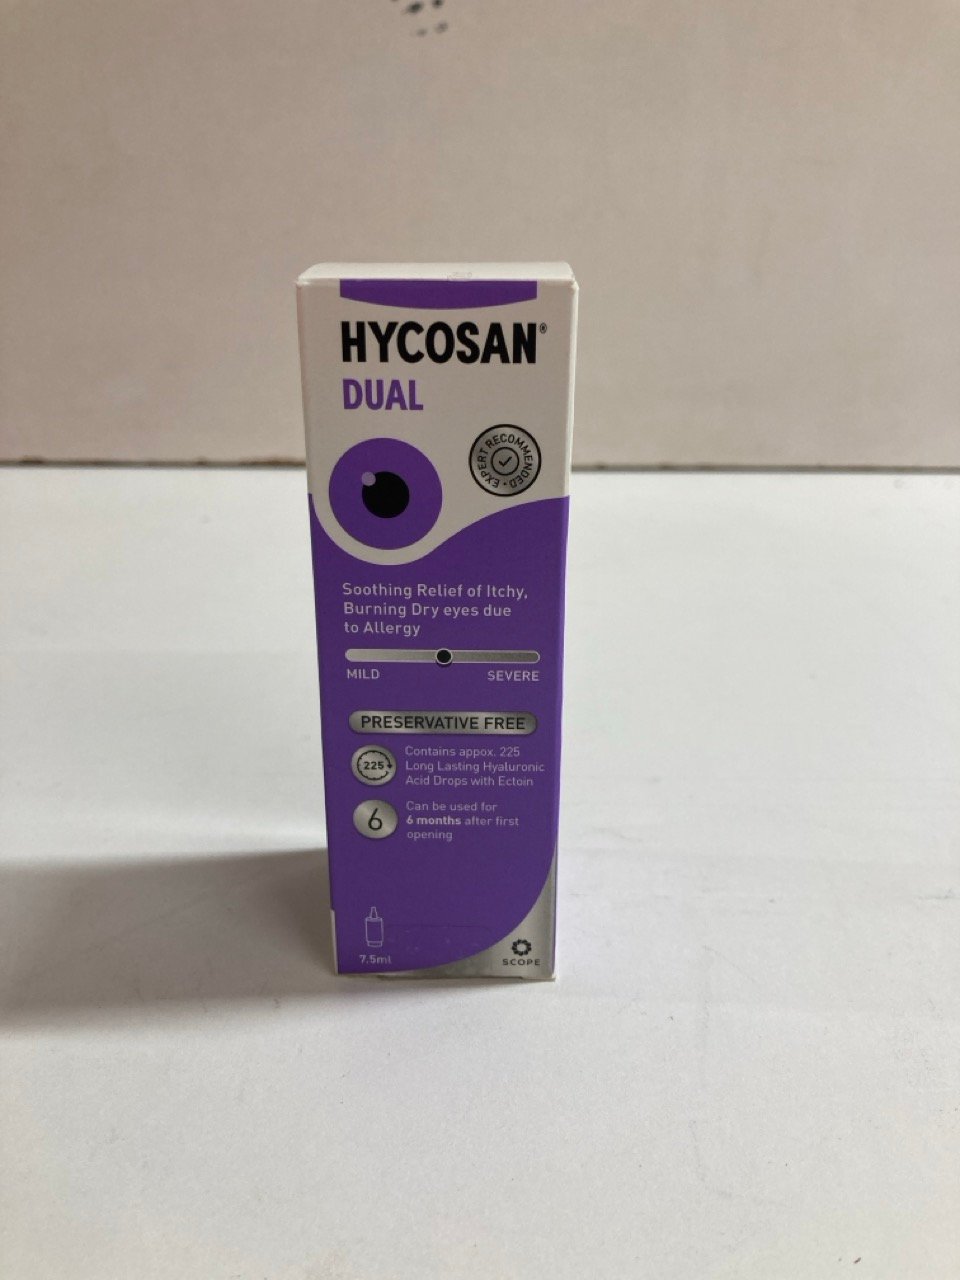 HYCOSAN®
DUAL
EXPERT RECOMMENDED •
Soothing Relief of Itchy,
Burning Dry eyes due
to Allergy
MILD SEVERE
PRESERVATIVE FREE
225
Contains appox. 225
Long Lasting Hyaluronic
Acid Drops with Ectoin
6
Can be used for
6 months after first
opening
7.5ml
SCOPE